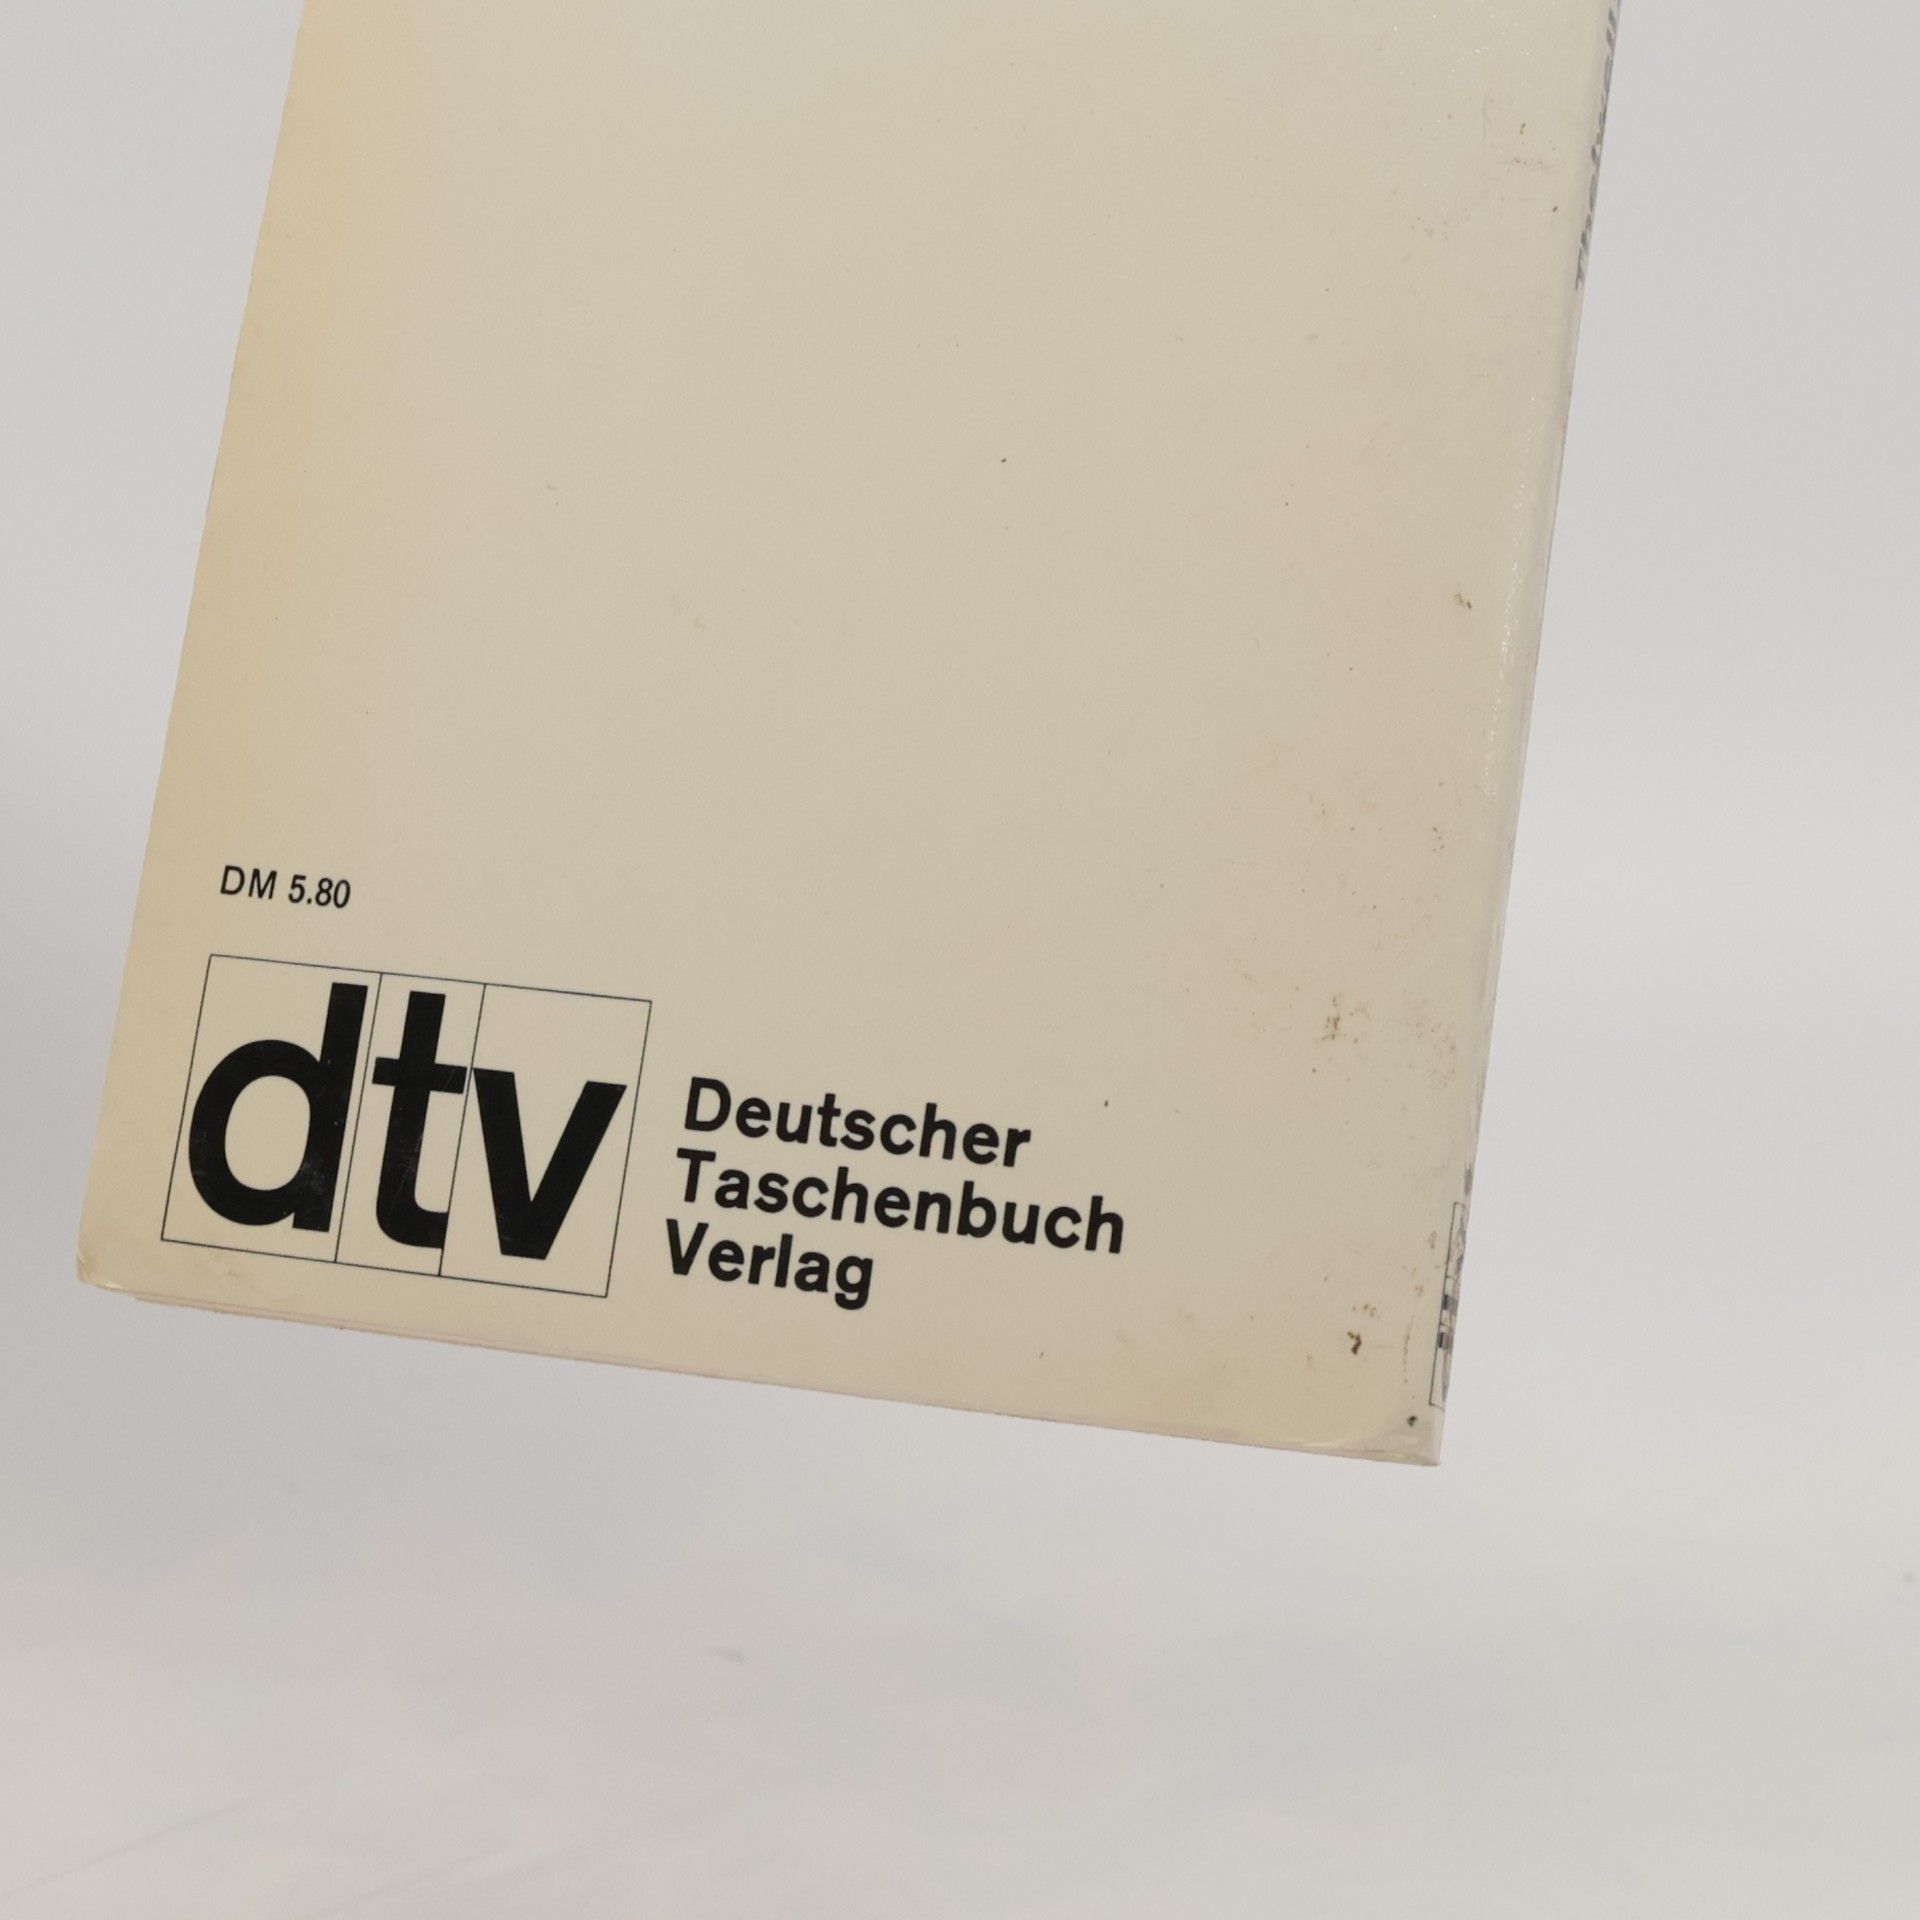 DM 5.80
dtv
Deutscher
Taschenbuch
Verlag